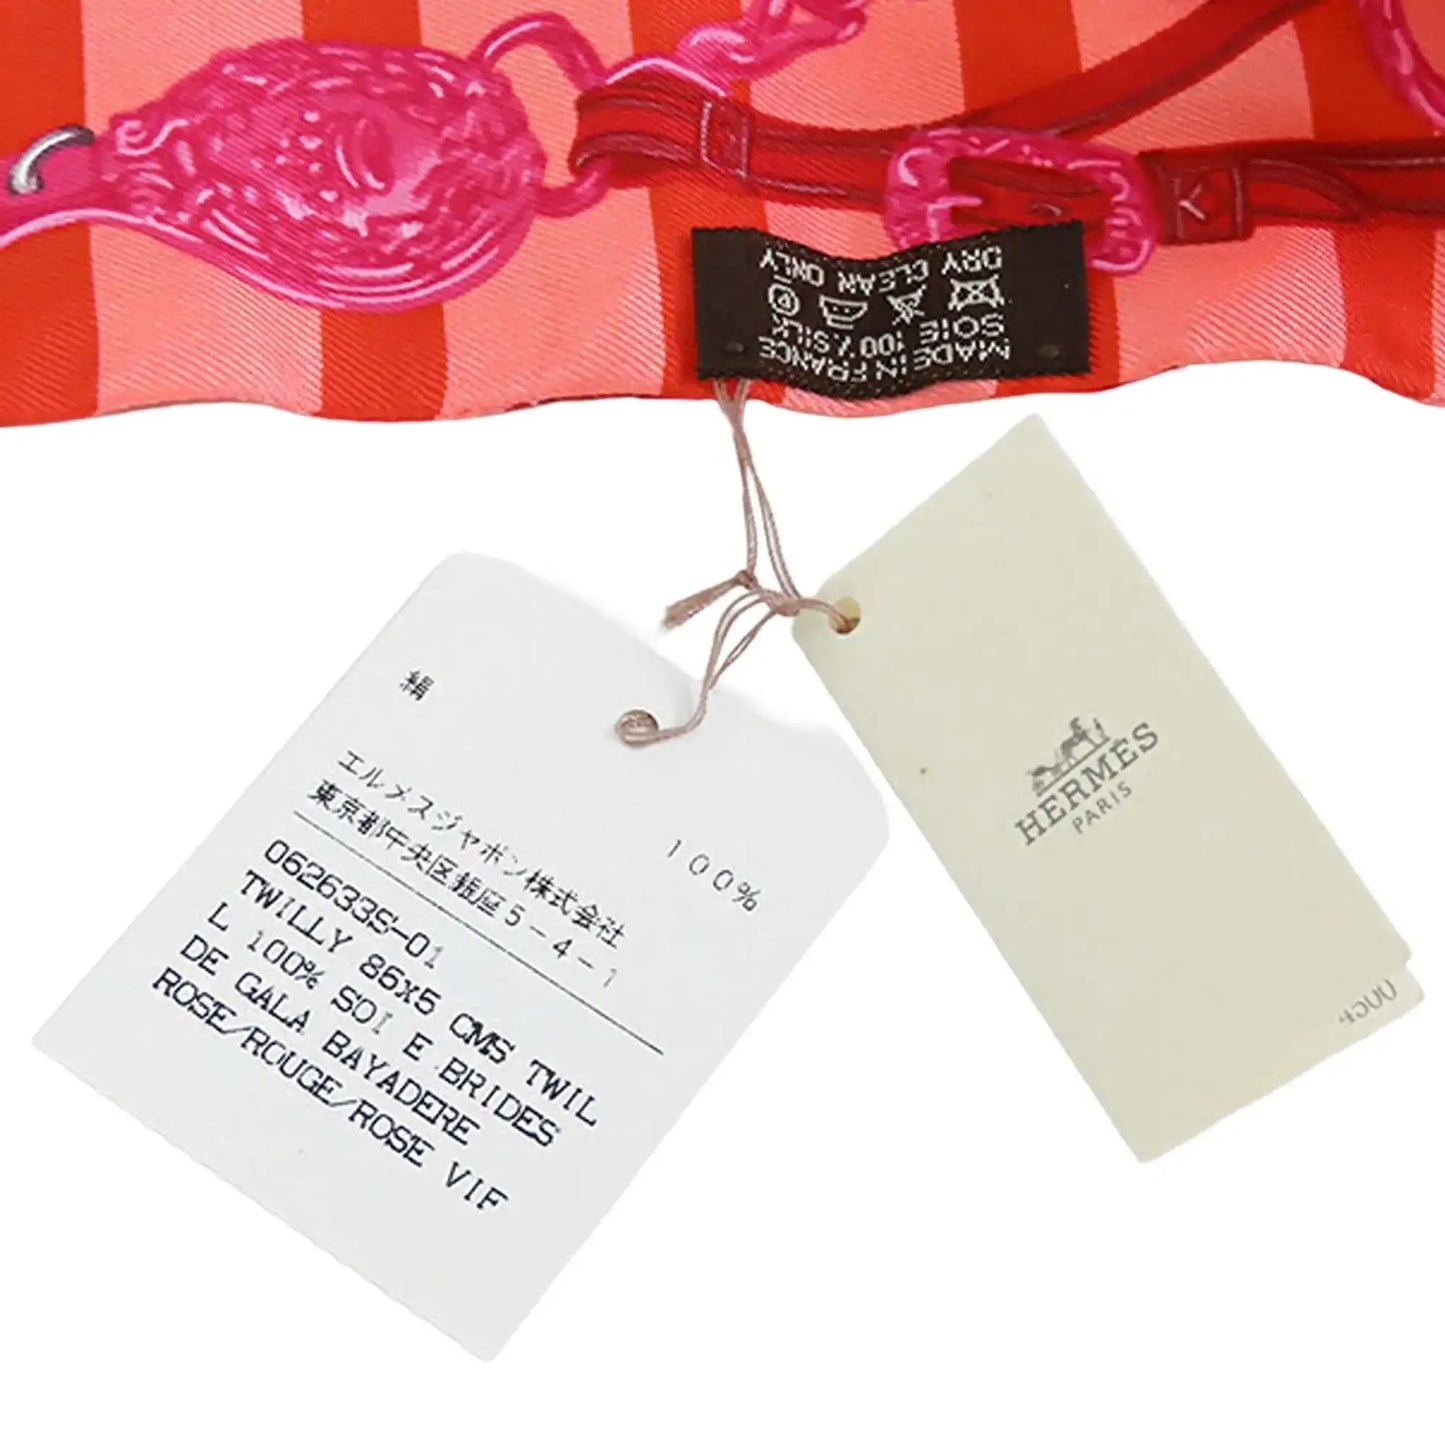 MADE IN FRANCE
SOIE 100% SILK
P
DRY CLEAN ONLY
絹
100%
エルメスジャポン株式会社
東京都中央区銀座5-4-1
062633S-01
TWILLY 86x5 CMS TWIL
L 100% SOI E BRIDES
DE GALA BAYADERE
ROSE/ROUGE/ROSE VIF
HERMÈS
PARIS